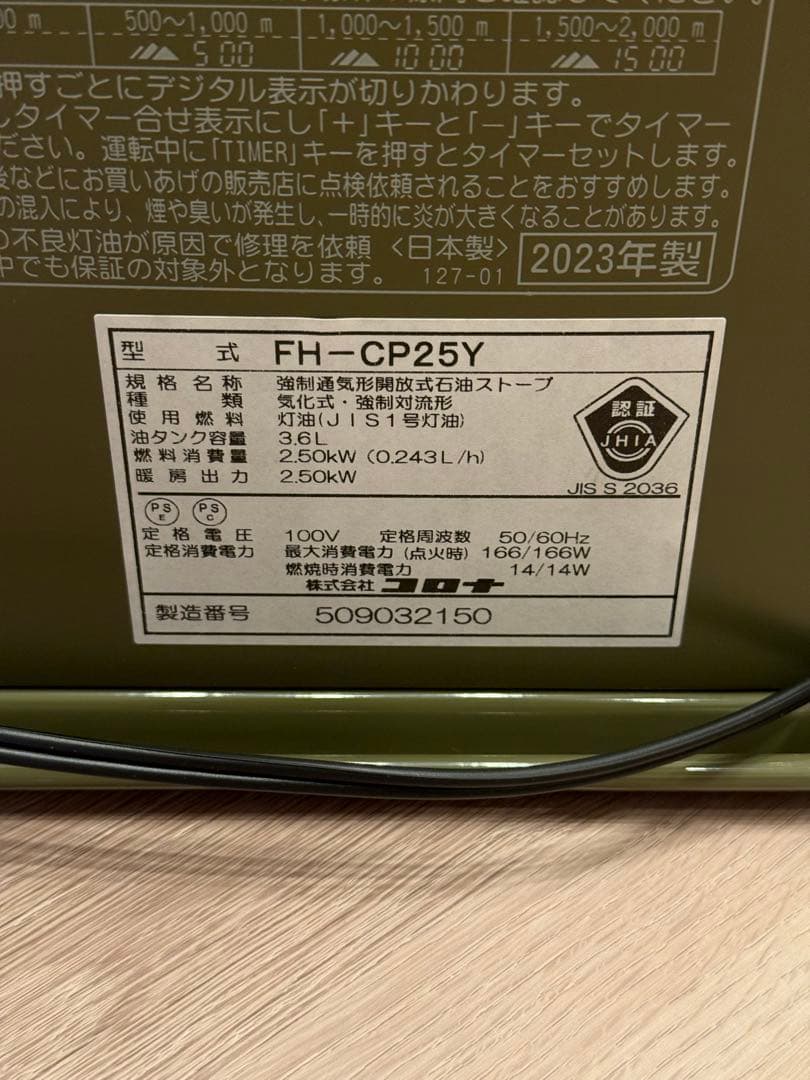 500〜1,000 m 1,000〜1,500 m 1,500〜2,000 m
5 00 10 00 15 00
押すごとにデジタル表示が切りかわります。
タイマー合せ表示にし「+」キーと「−」キーでタイマー
ださい。運転中に「TIMER」キーを押すとタイマーセットします。
後などにお買いあげの販売店に点検依頼されることをおすすめします。
の混入により、煙や臭いが発生し、一時的に炎が大きくなることがあります。
不良灯油が原因で修理を依頼 <日本製> 2023年製
中でも保証の対象外となります。 127-01
型式 FH-CP25Y
規格名称 強制通気形開放式石油ストーブ
種類 気化式・強制対流形
使用燃料 灯油(JIS1号灯油)
油タンク容量 3.6L
燃料消費量 2.50kW (0.243L/h)
暖房出力 2.50kW
認証
JHIA
JIS S 2036
PS E PS C
定格電圧 100V 定格周波数 50/60Hz
定格消費電力 最大消費電力 (点火時) 166/166W
燃焼時消費電力 14/14W
株式会社 コロナ
製造番号 509032150